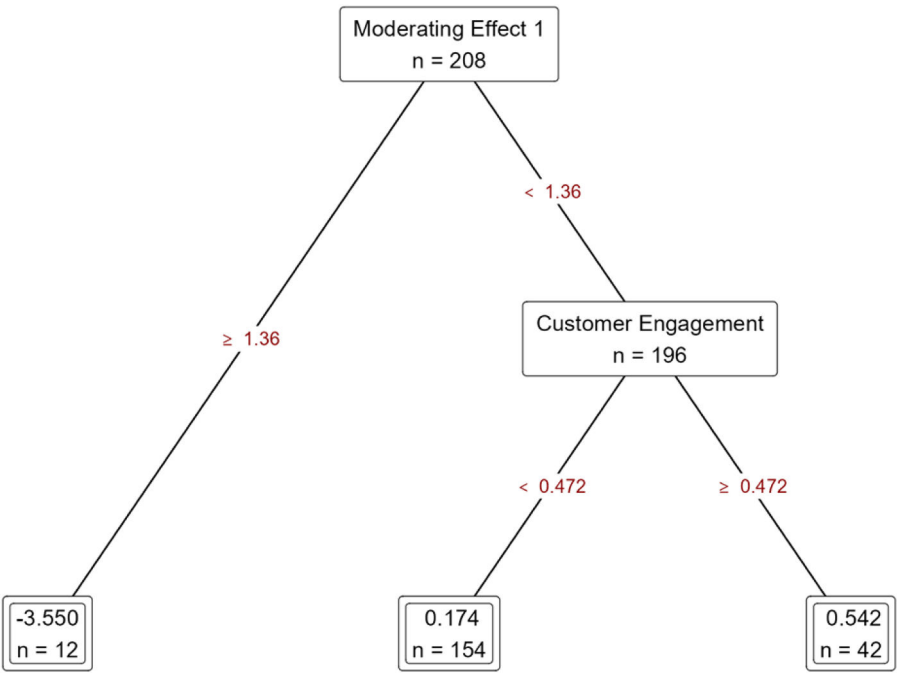 Moderating Effect 1
n = 208
< 1.36
≥ 1.36
Customer Engagement
n = 196
< 0.472
≥ 0.472
-3.550
n = 12
0.174
n = 154
0.542
n = 42